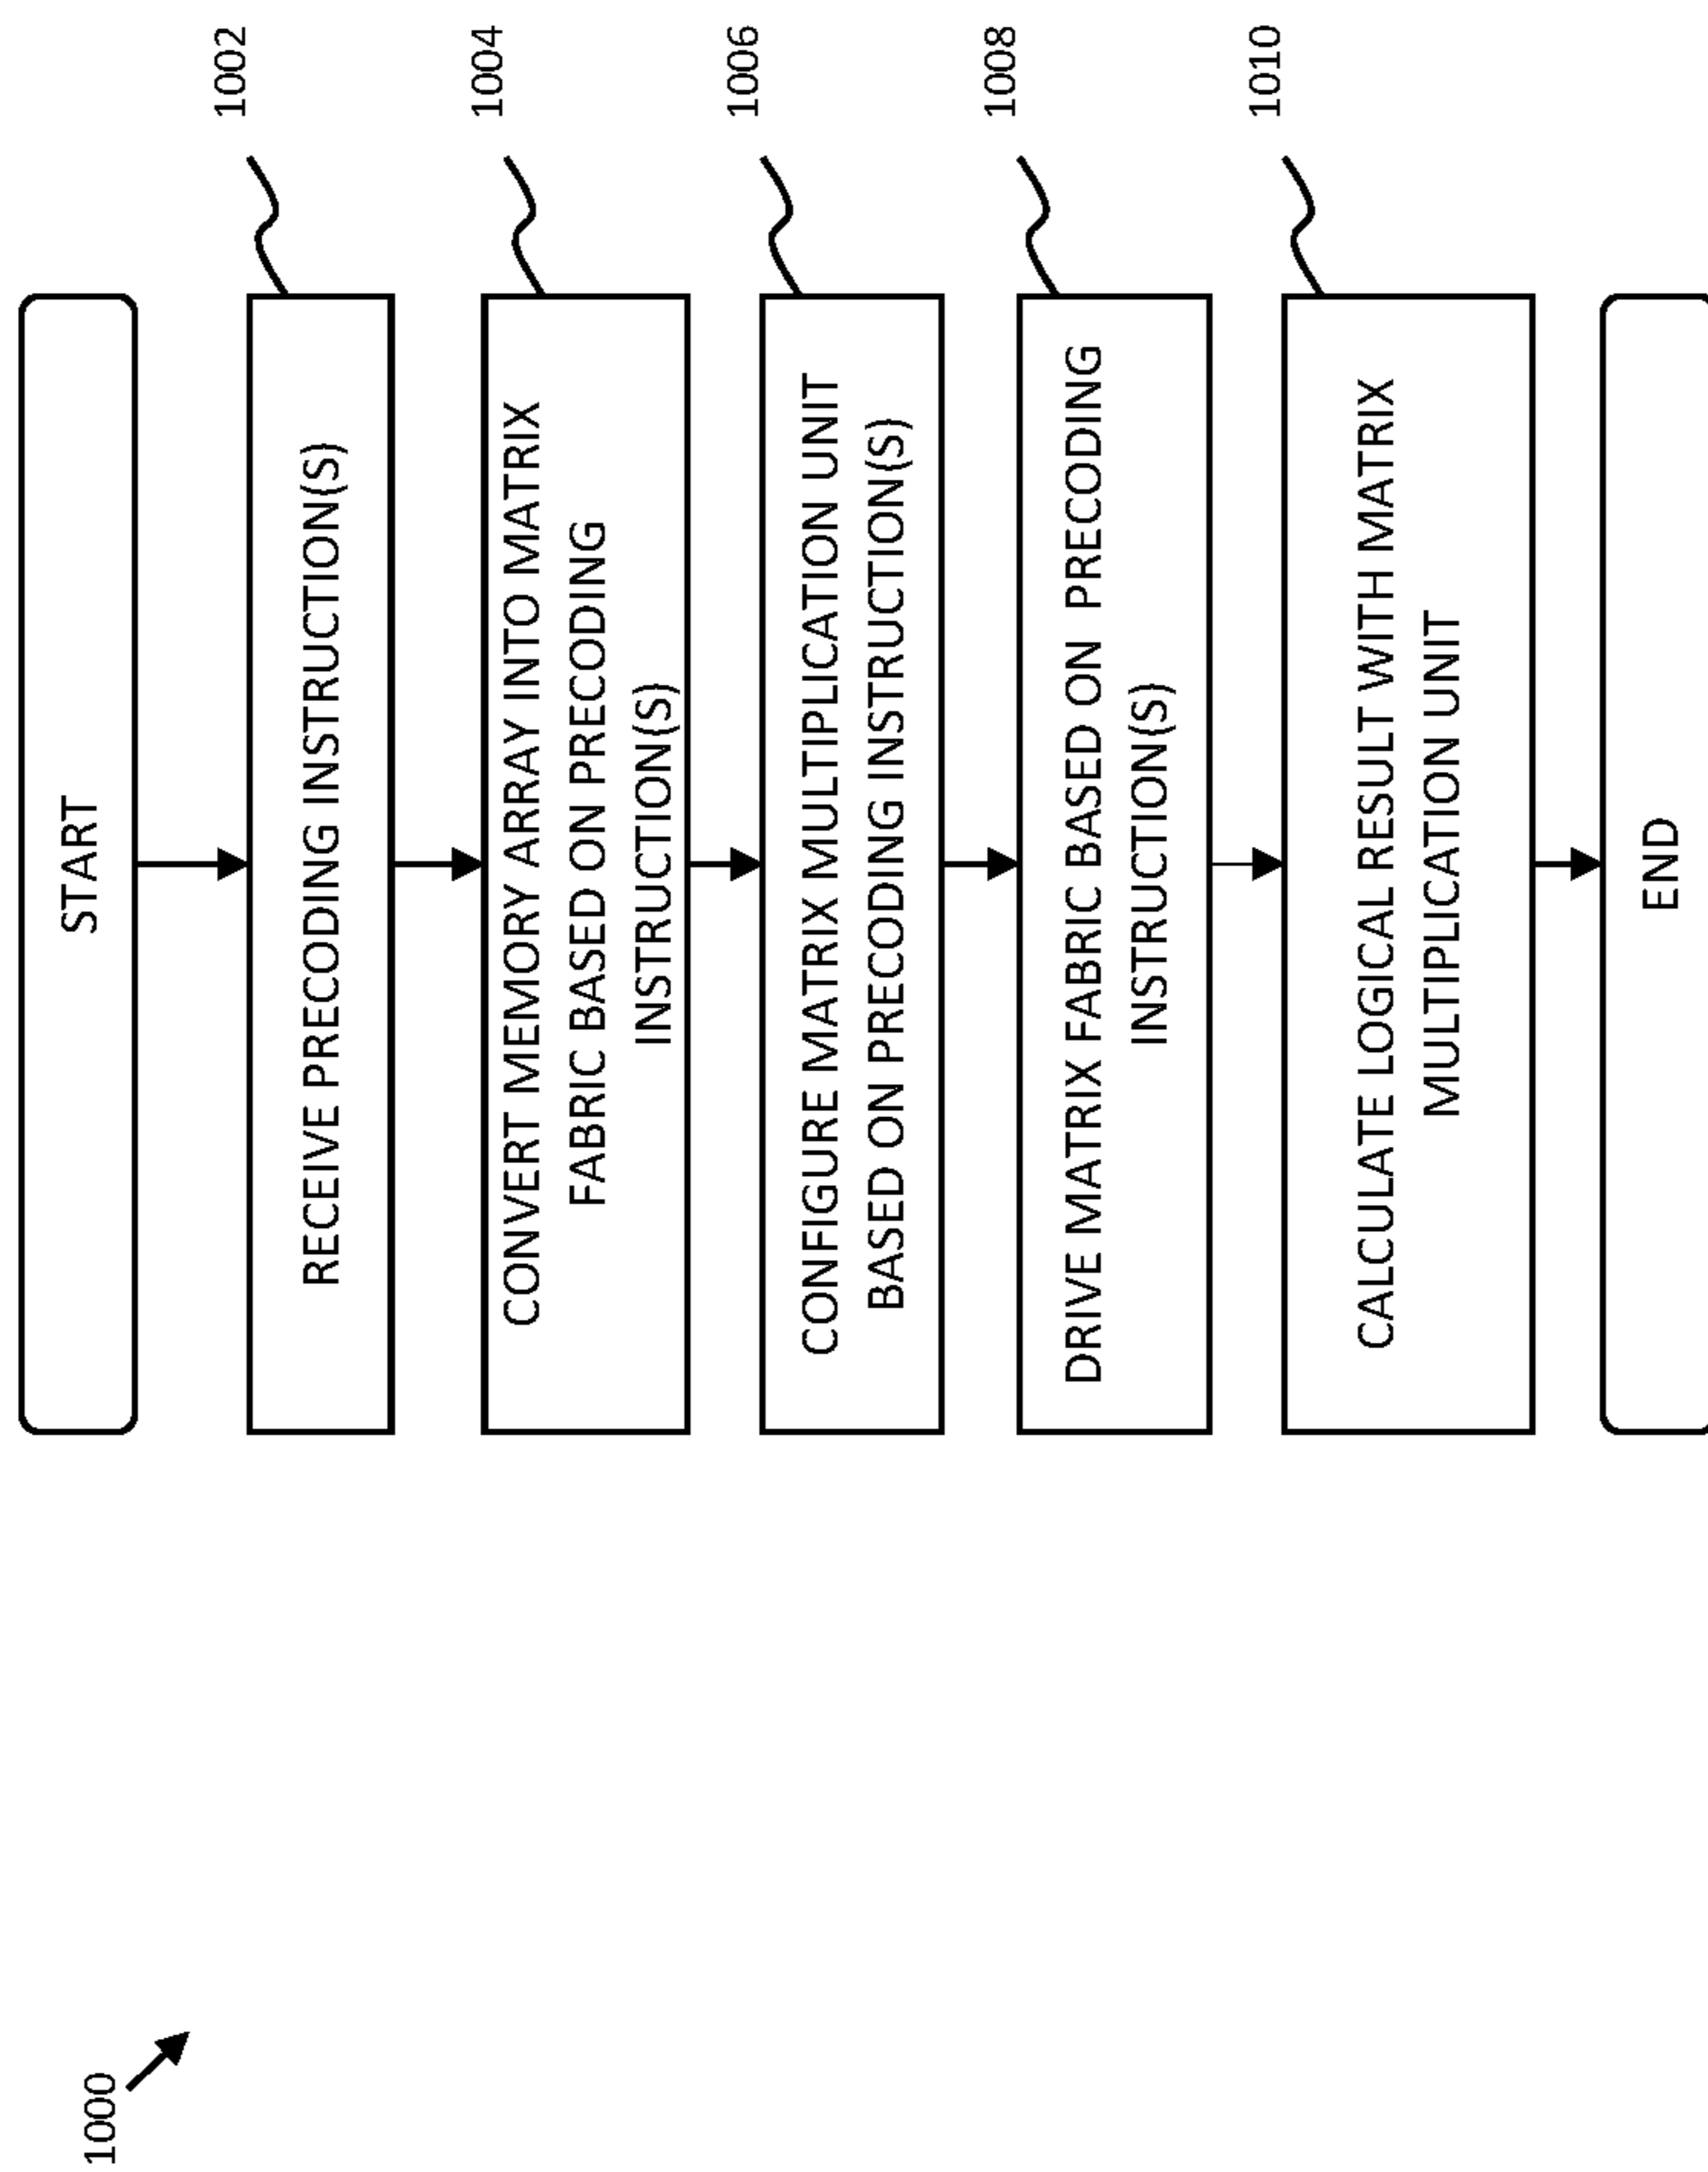 1000
START
1002
RECEIVE PRECODING INSTRUCTION(S)
1004
CONVERT MEMORY ARRAY INTO MATRIX
FABRIC BASED ON PRECODING
INSTRUCTION(S)
1006
CONFIGURE MATRIX MULTIPLICATION UNIT
BASED ON PRECODING INSTRUCTION(S)
1008
DRIVE MATRIX FABRIC BASED ON PRECODING
INSTRUCTION(S)
1010
CALCULATE LOGICAL RESULT WITH MATRIX
MULTIPLICATION UNIT
END